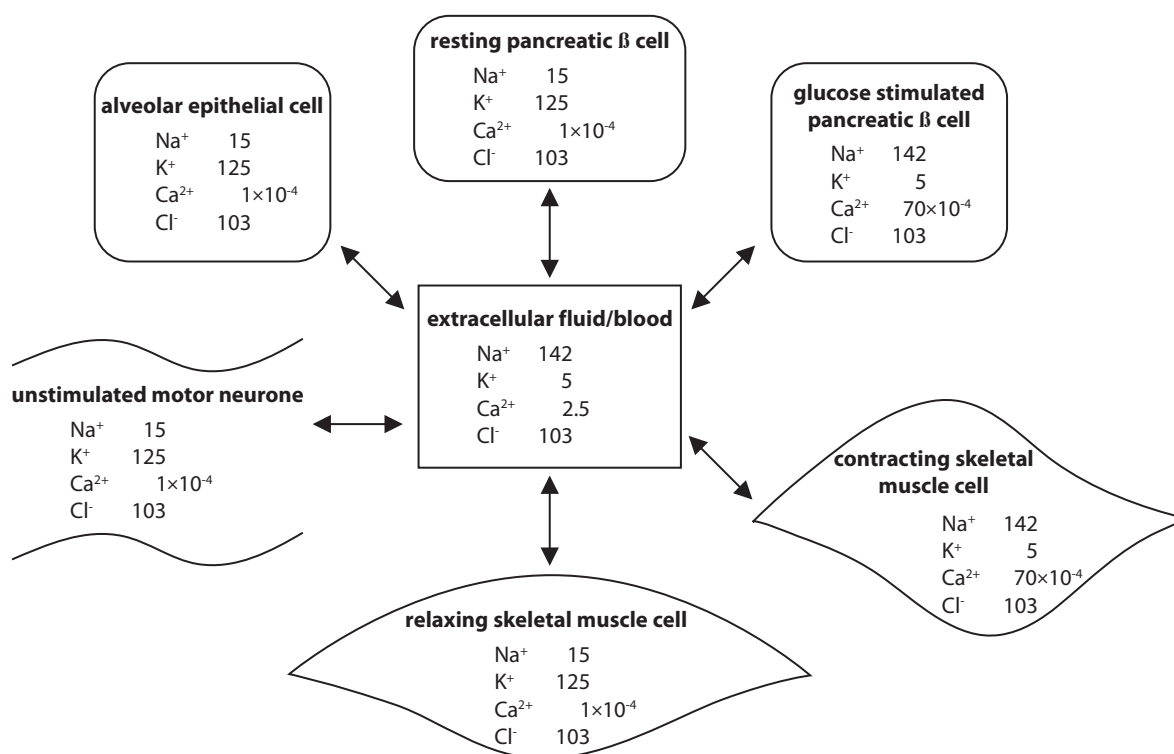 resting pancreatic ß cell
Na⁺ 15
K⁺ 125
Ca²⁺ 1×10⁻⁴
Cl⁻ 103
alveolar epithelial cell
Na⁺ 15
K⁺ 125
Ca²⁺ 1×10⁻⁴
Cl⁻ 103
glucose stimulated
pancreatic ß cell
Na⁺ 142
K⁺ 5
Ca²⁺ 70×10⁻⁴
Cl⁻ 103
extracellular fluid/blood
Na⁺ 142
K⁺ 5
Ca²⁺ 2.5
Cl⁻ 103
unstimulated motor neurone
Na⁺ 15
K⁺ 125
Ca²⁺ 1×10⁻⁴
Cl⁻ 103
contracting skeletal
muscle cell
Na⁺ 142
K⁺ 5
Ca²⁺ 70×10⁻⁴
Cl⁻ 103
relaxing skeletal muscle cell
Na⁺ 15
K⁺ 125
Ca²⁺ 1×10⁻⁴
Cl⁻ 103